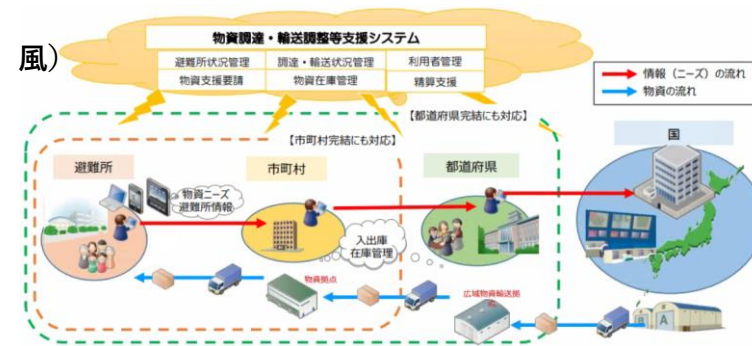 風）
物資調達・輸送調整等支援システム
避難所状況管理 調達・輸送状況管理 利用者管理
物資支援要請 物資在庫管理 精算支援
情報（ニーズ）の流れ
物資の流れ
【都道府県完結にも対応】
【市町村完結にも対応】
国
避難所
市町村
都道府県
物資ニーズ
避難所情報
入出庫
在庫管理
物資拠点
広域物資輸送拠
B A